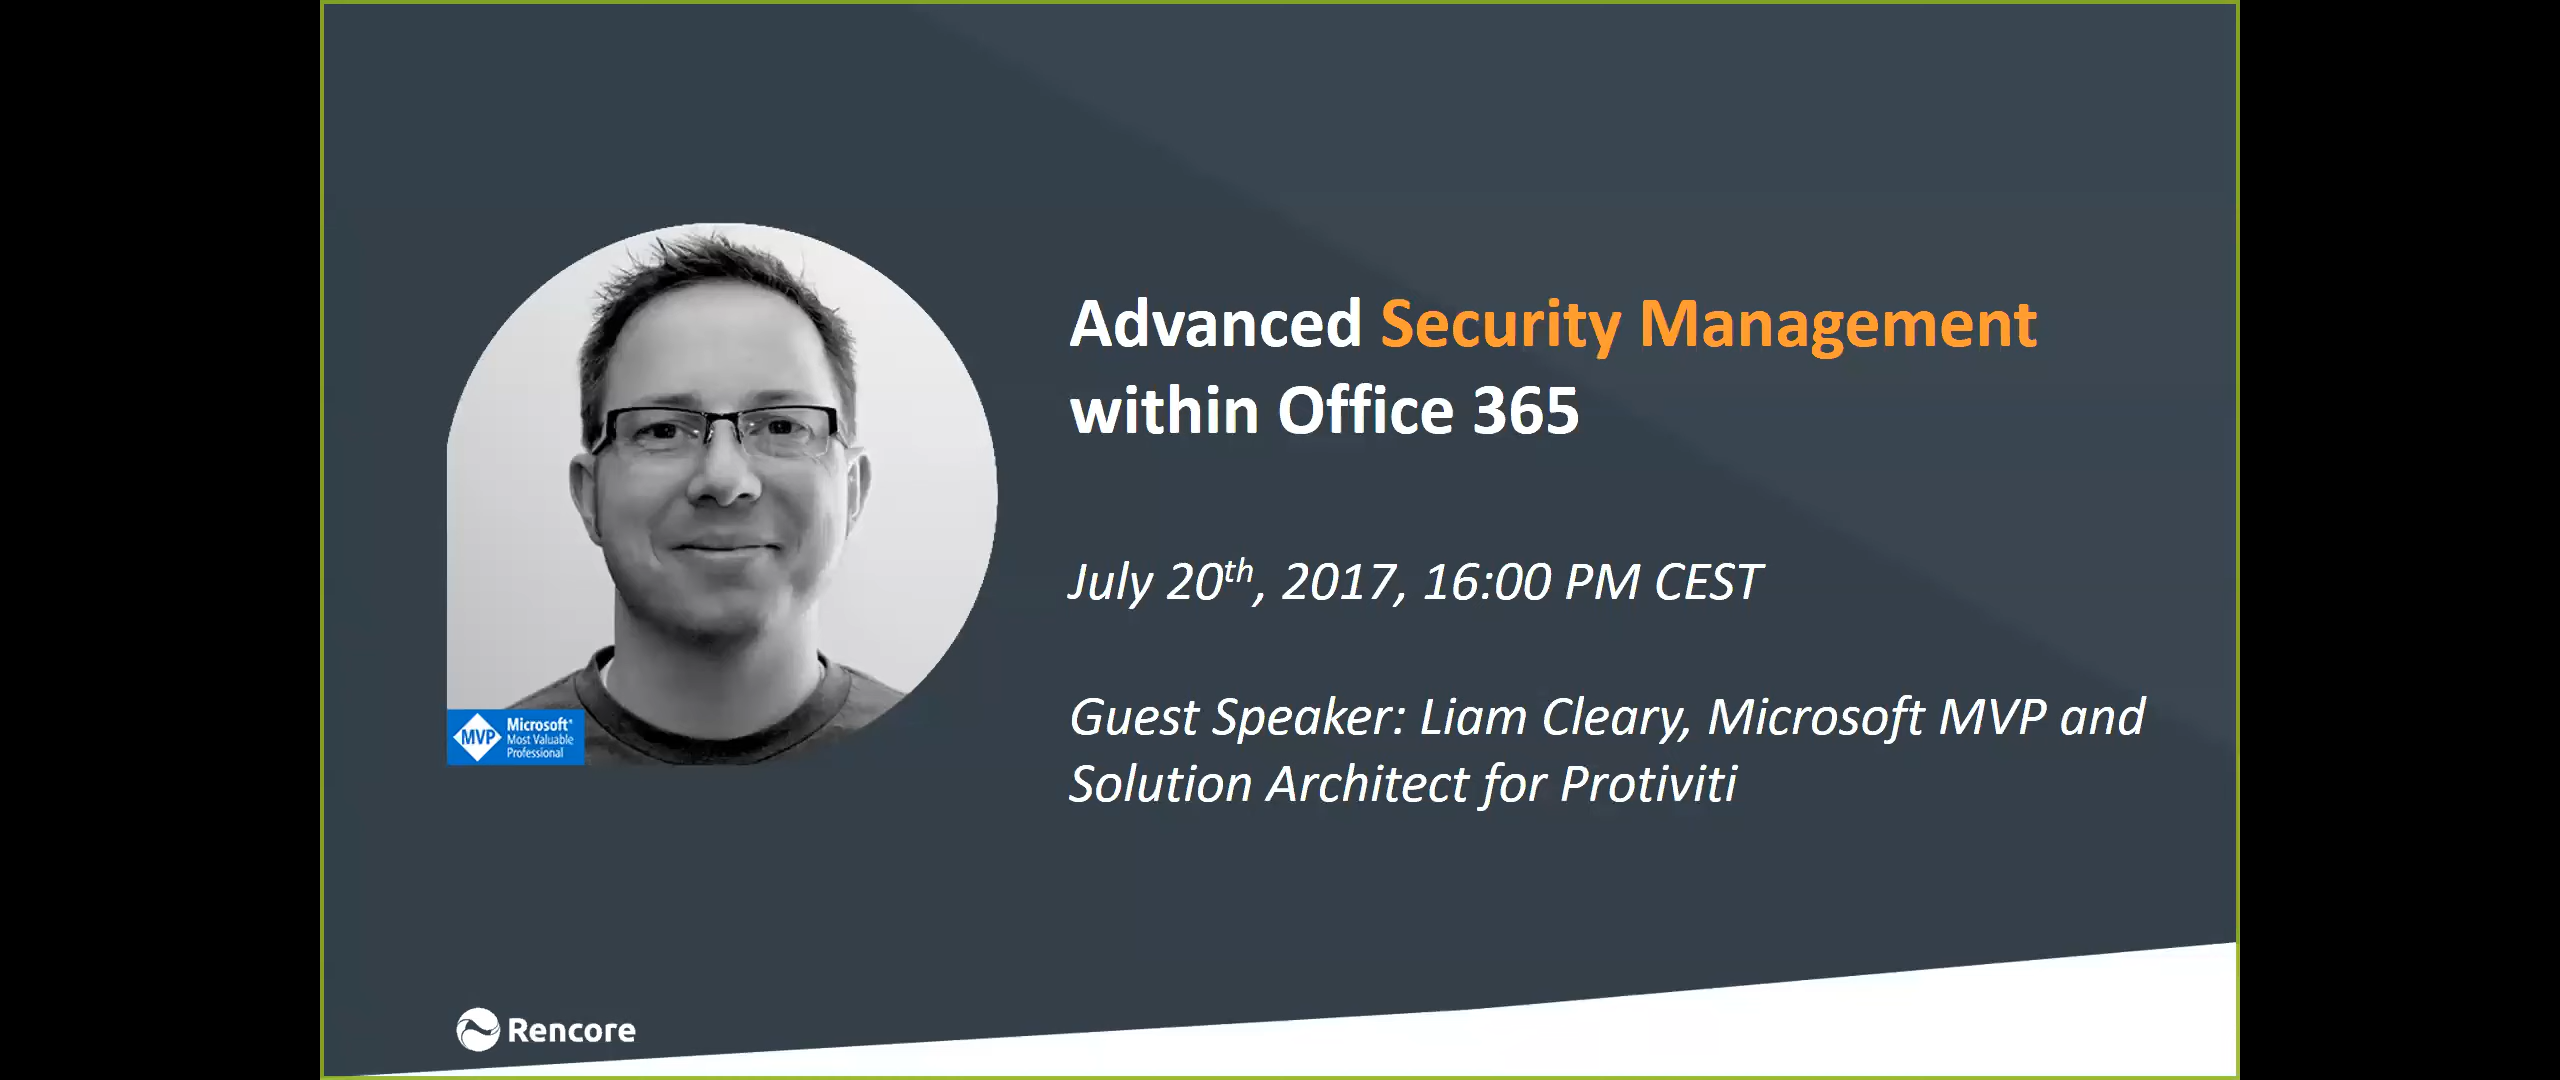 Advanced Security Management
within Office 365
July 20th, 2017, 16:00 PM CEST
Guest Speaker: Liam Cleary, Microsoft MVP and
Solution Architect for Protiviti
MVP
Microsoft®
Most Valuable
Professional
Rencore